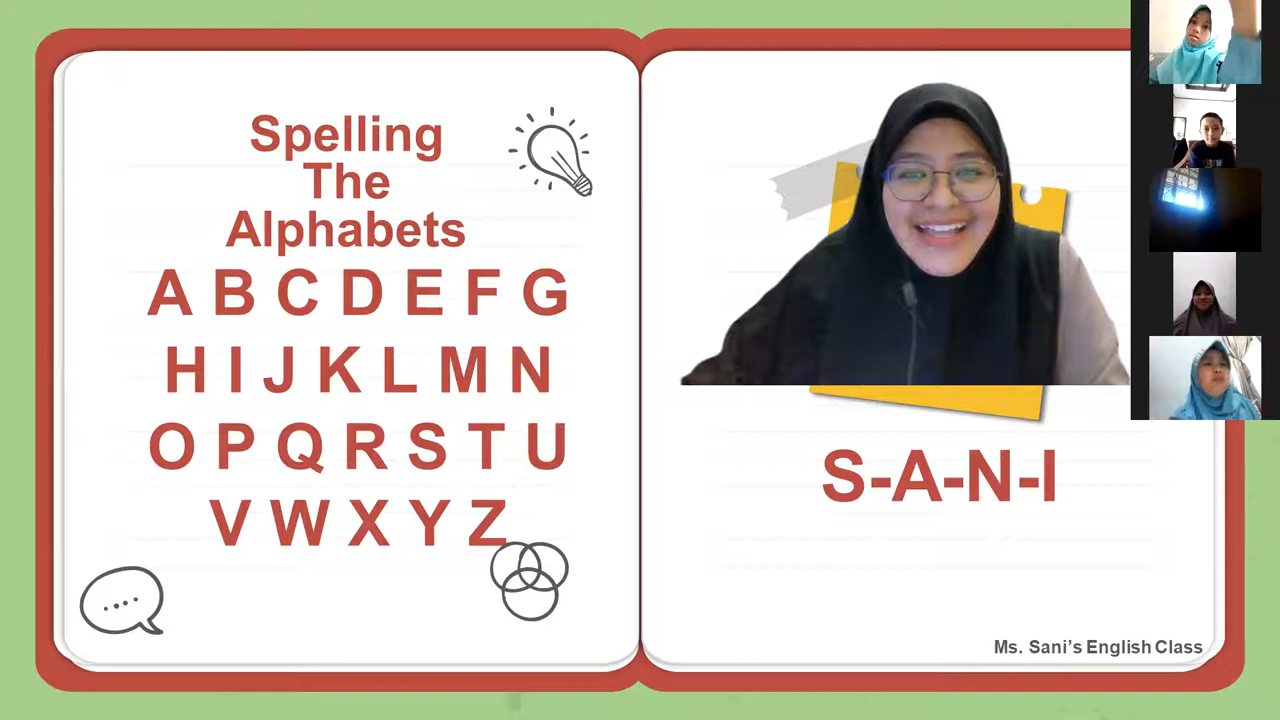 Spelling
The
Alphabets
A B C D E F G
H I J K L M N
O P Q R S T U
V W X Y Z
S-A-N-I
Ms. Sani's English Class